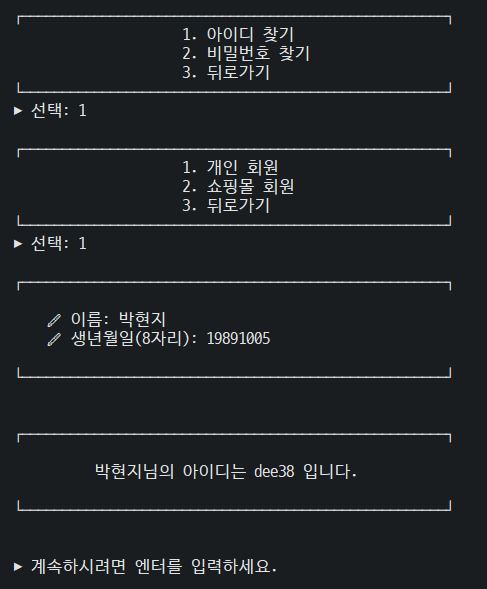 1. 아이디 찾기
2. 비밀번호 찾기
3. 뒤로가기
▶ 선택: 1
1. 개인 회원
2. 쇼핑몰 회원
3. 뒤로가기
▶ 선택: 1
이름: 박현지
생년월일(8자리): 19891005
박현지님의 아이디는 dee38 입니다.
▶ 계속하시려면 엔터를 입력하세요.